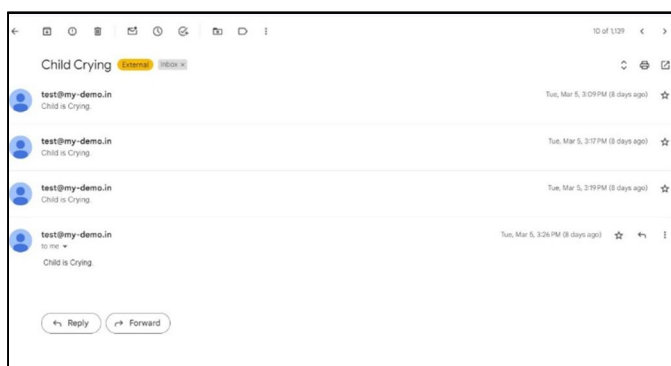 10 of 1,139
Child Crying External Inbox x
test@my-demo.in Tue, Mar 5, 3:09 PM (8 days ago)
Child is Crying.
test@my-demo.in Tue, Mar 5, 3:17 PM (8 days ago)
Child is Crying.
test@my-demo.in Tue, Mar 5, 3:19 PM (8 days ago)
Child is Crying.
test@my-demo.in Tue, Mar 5, 3:26 PM (8 days ago)
to me
Child is Crying.
Reply Forward